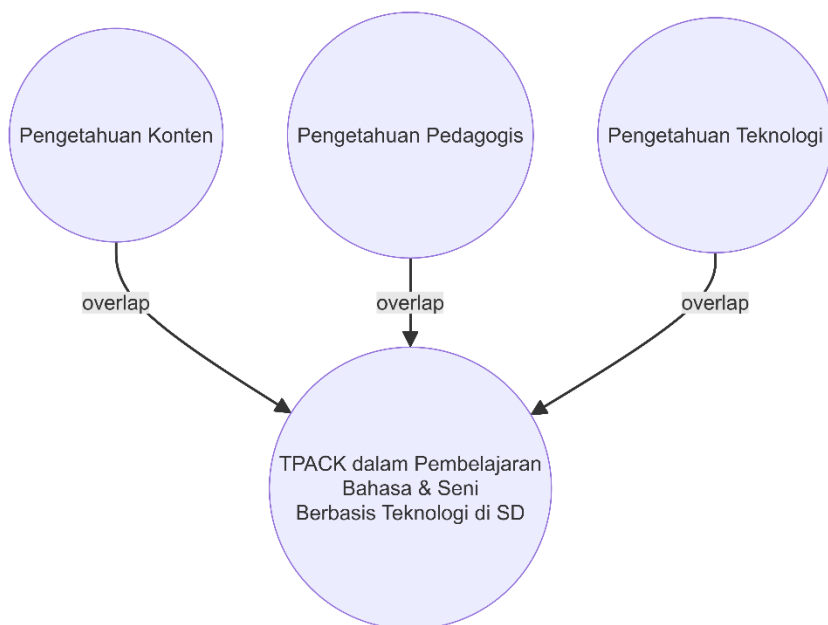 Pengetahuan Konten
Pengetahuan Pedagogis
Pengetahuan Teknologi
overlap
overlap
overlap
TPACK dalam Pembelajaran
Bahasa & Seni
Berbasis Teknologi di SD